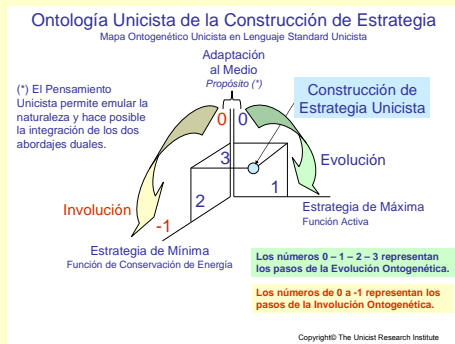 Ontología Unicista de la Construcción de Estrategia
Mapa Ontogenético Unicista en Lenguaje Standard Unicista
Adaptación
al Medio
Propósito (*)
(*) El Pensamiento
Unicista permite emular la
naturaleza y hace posible
la integración de los dos
abordajes duales.
Construcción de
Estrategia Unicista
0 0
3
Evolución
2
1
Involución
-1
Estrategia de Máxima
Función Activa
Estrategia de Mínima
Función de Conservación de Energía
Los números 0 – 1 – 2 – 3 representan
los pasos de la Evolución Ontogenética.
Los números de 0 a -1 representan los
pasos de la Involución Ontogenética.
Copyright© The Unicist Research Institute